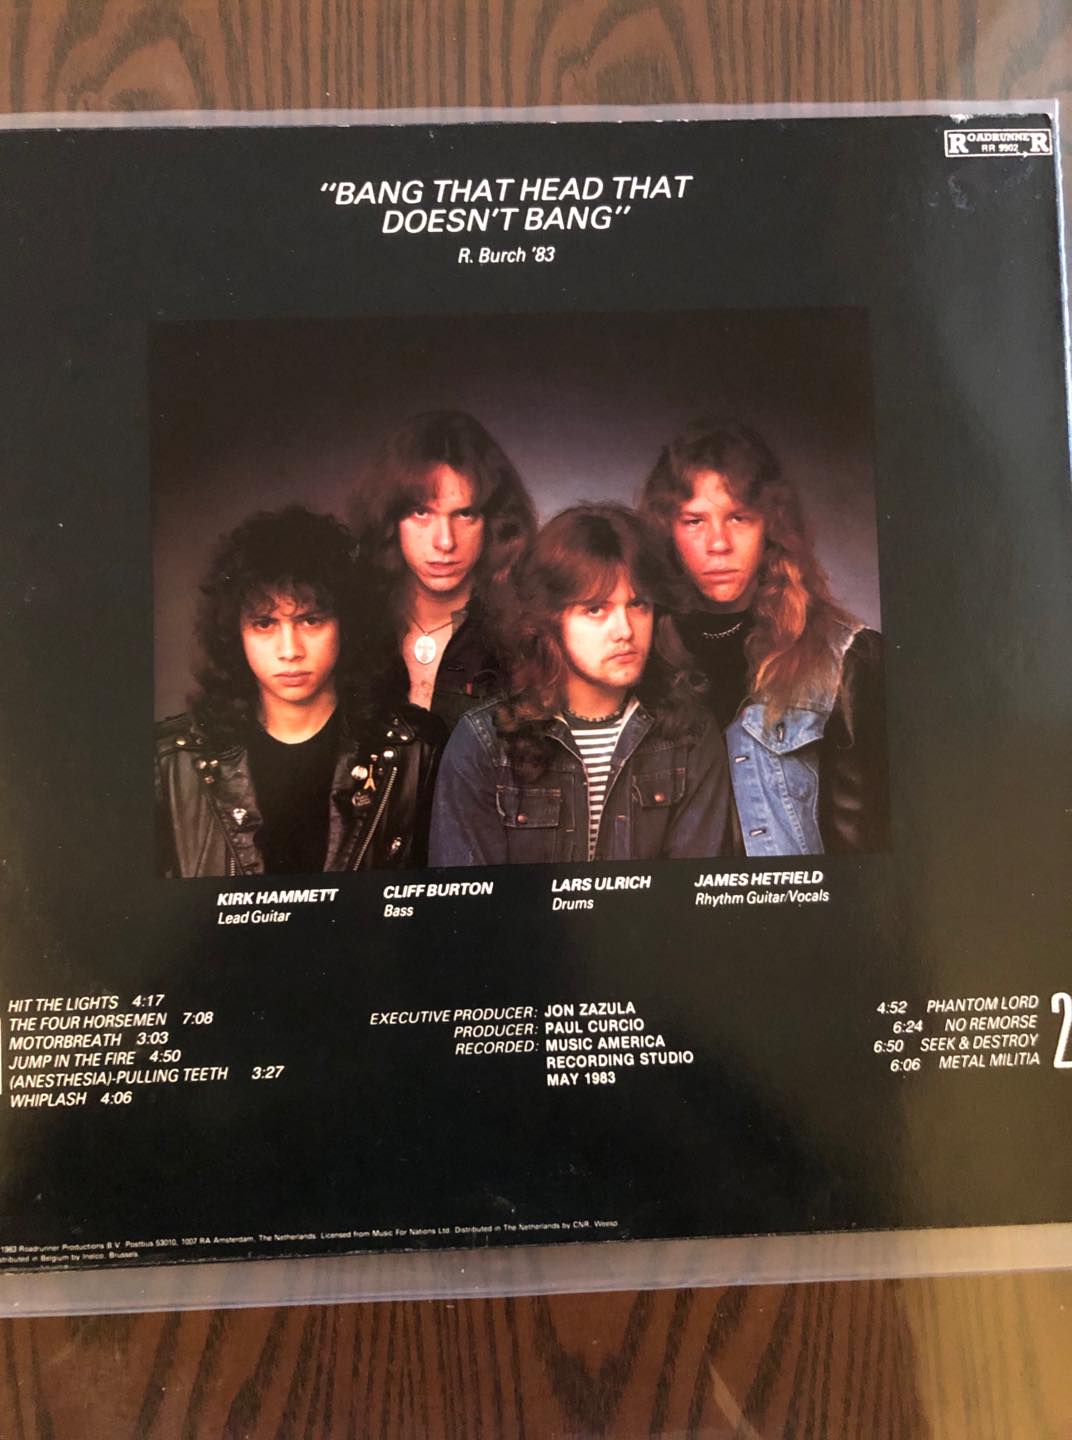 ROADRUNNER
RR 9902
"BANG THAT HEAD THAT
DOESN'T BANG"
R. Burch '83
KIRK HAMMETT
Lead Guitar
CLIFF BURTON
Bass
LARS ULRICH
Drums
JAMES HETFIELD
Rhythm Guitar/Vocals
HIT THE LIGHTS 4:17
THE FOUR HORSEMEN 7:08
MOTORBREATH 3:03
JUMP IN THE FIRE 4:50
(ANESTHESIA)-PULLING TEETH 3:27
WHIPLASH 4:06
EXECUTIVE PRODUCER: JON ZAZULA
PRODUCER: PAUL CURCIO
RECORDED: MUSIC AMERICA
RECORDING STUDIO
MAY 1983
4:52 PHANTOM LORD
6:24 NO REMORSE
6:50 SEEK & DESTROY
6:06 METAL MILITIA
2
1983 Roadrunner Productions B.V. Postbus 53010, 1007 RA Amsterdam, The Netherlands. Licensed from Music For Nations Ltd. Distributed in The Netherlands by CNR, Weesp
tributed in Belgium by Inelco, Brussels